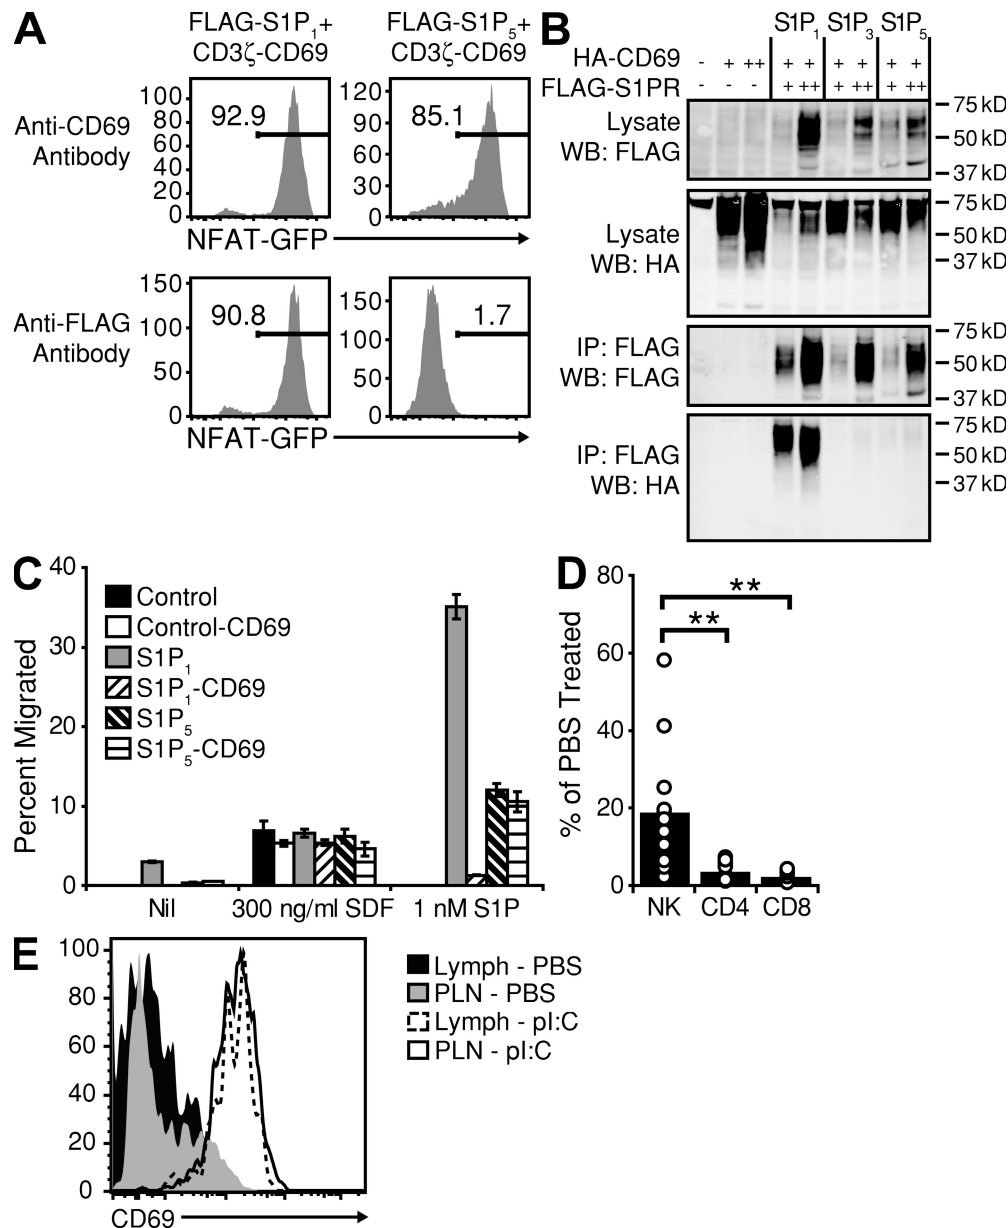 A
FLAG-S1P1+
CD3ζ-CD69
FLAG-S1P5+
CD3ζ-CD69
Anti-CD69
Antibody
100
80
60
40
20
0
92.9
120
90
60
30
0
85.1
NFAT-GFP
Anti-FLAG
Antibody
150
100
50
0
90.8
150
100
50
0
1.7
NFAT-GFP
B
S1P1 S1P3 S1P5
HA-CD69 - + ++ + + + + + +
FLAG-S1PR - - - + ++ + ++ + ++
Lysate
WB: FLAG
75 kD
50 kD
37 kD
Lysate
WB: HA
75 kD
50 kD
37 kD
IP: FLAG
WB: FLAG
75 kD
50 kD
37 kD
IP: FLAG
WB: HA
75 kD
50 kD
37 kD
C
Percent Migrated
40
30
20
10
0
Control
Control-CD69
S1P1
S1P1-CD69
S1P5
S1P5-CD69
Nil 300 ng/ml SDF 1 nM S1P
D
% of PBS Treated
80
60
40
20
0
**
**
NK CD4 CD8
E
100
80
60
40
20
0
CD69
Lymph - PBS
PLN - PBS
Lymph - pI:C
PLN - pI:C